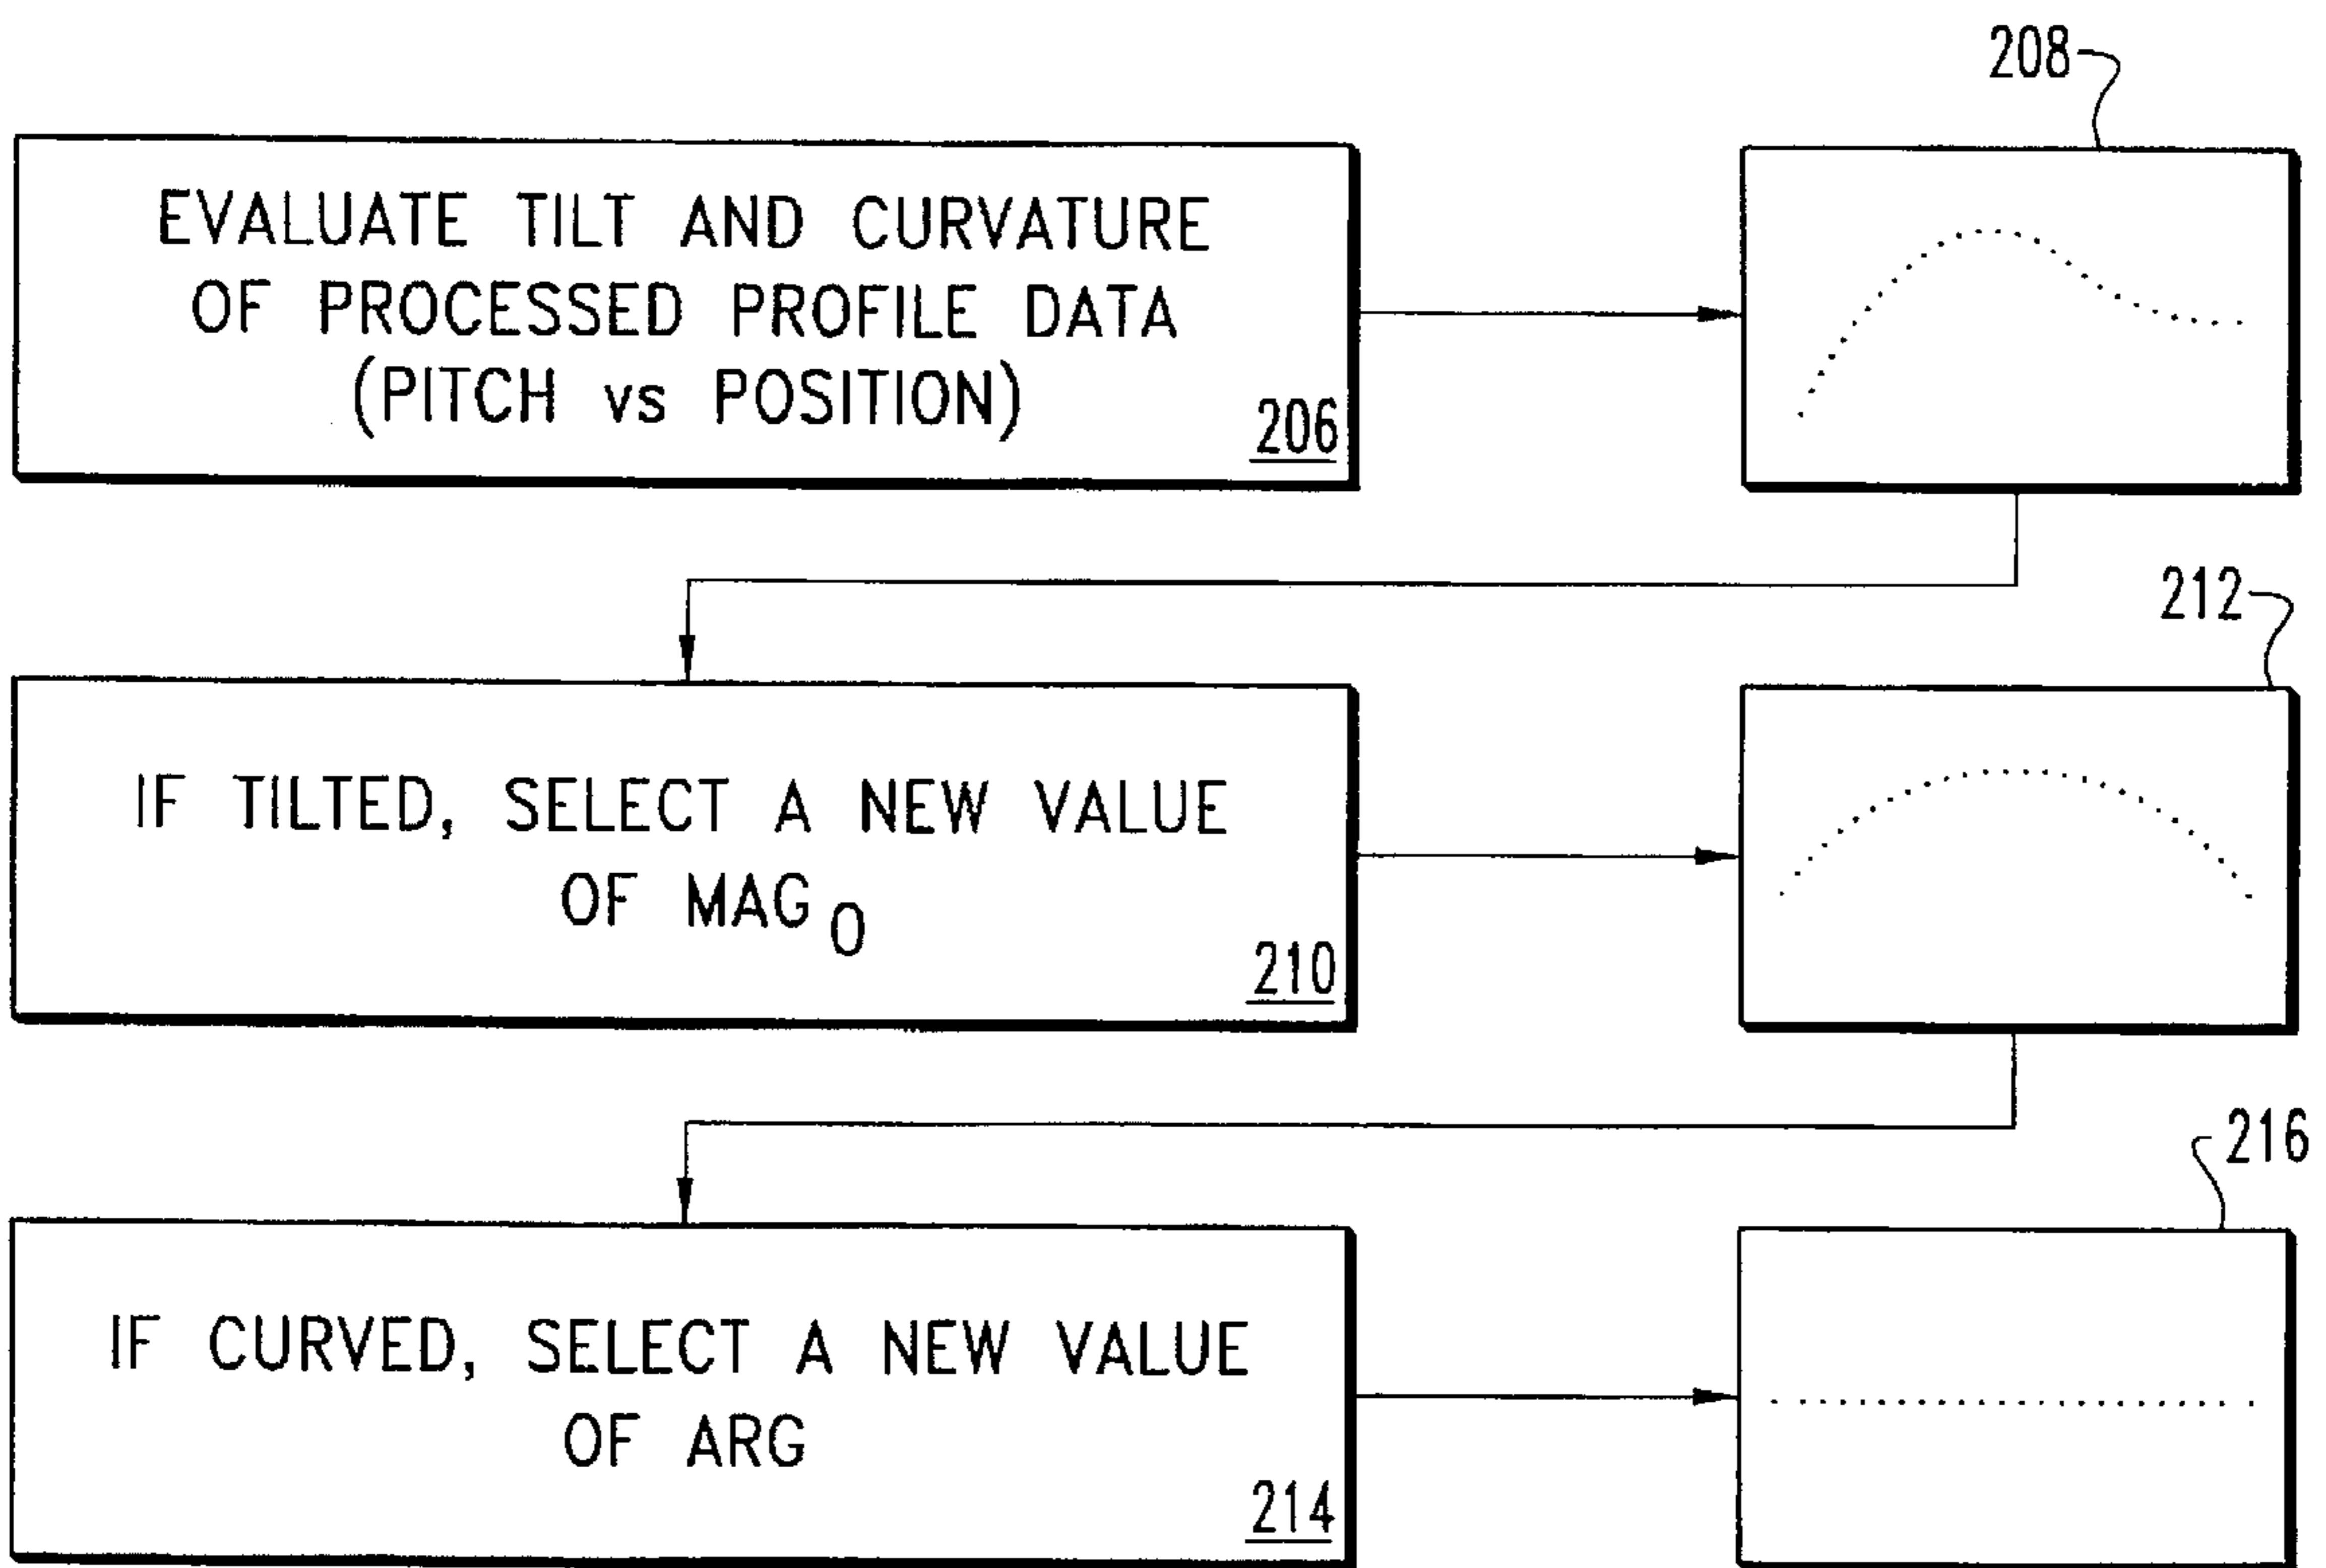 208
EVALUATE TILT AND CURVATURE
OF PROCESSED PROFILE DATA
(PITCH vs POSITION)
206
212
IF TILTED, SELECT A NEW VALUE
OF MAG0
210
216
IF CURVED, SELECT A NEW VALUE
OF ARG
214